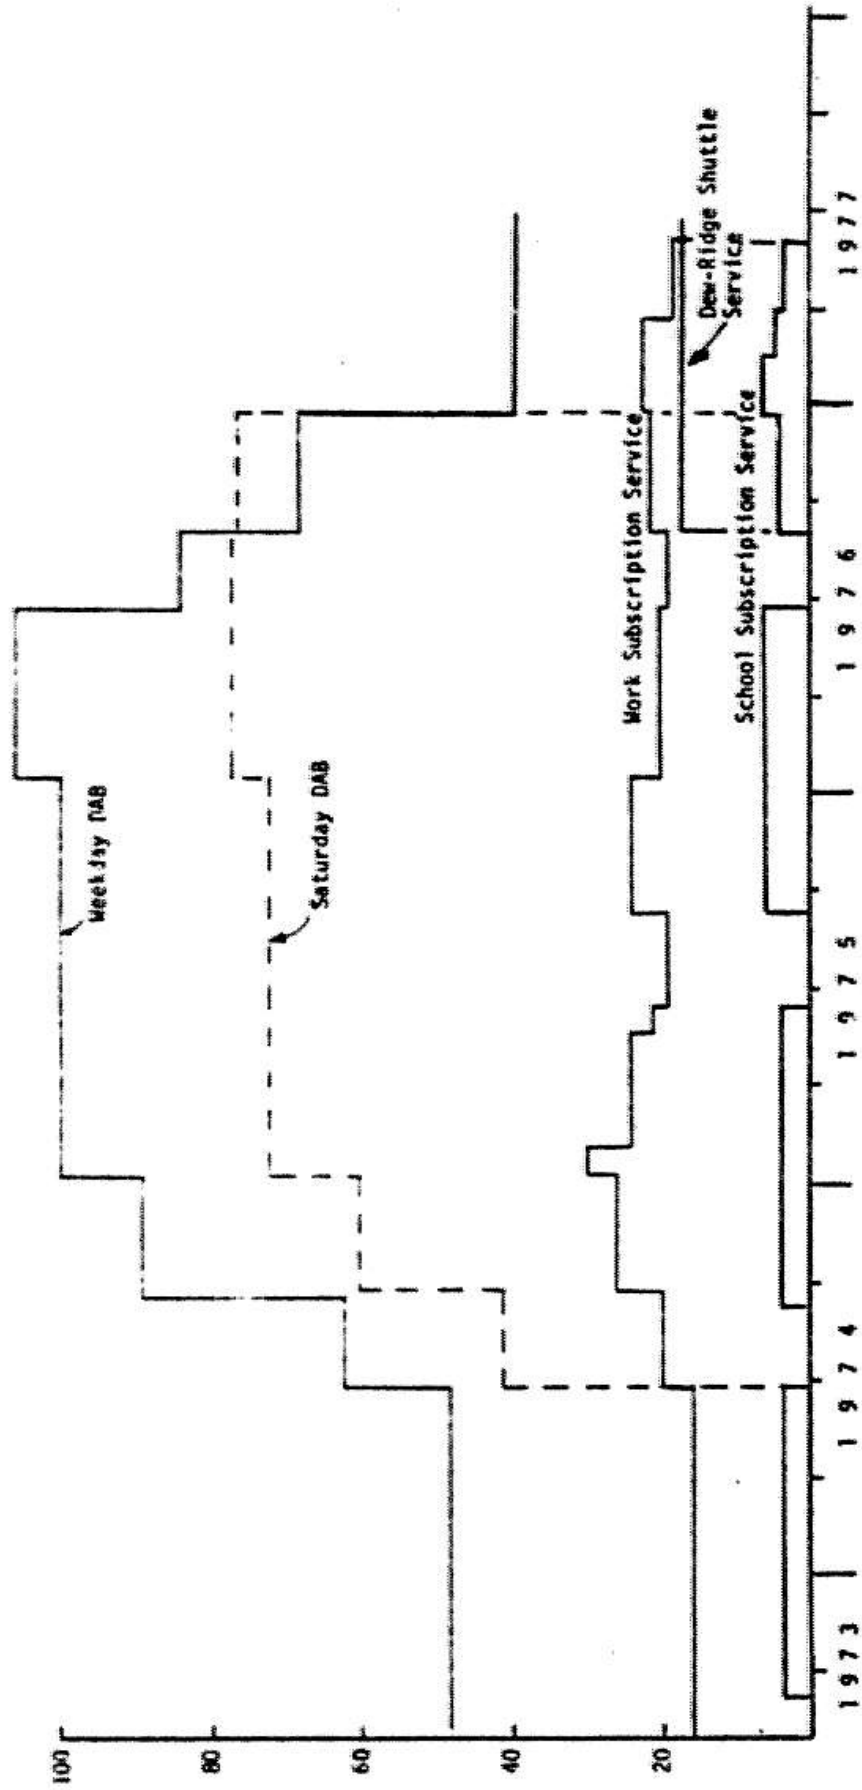 100
80
60
40
20
Weekday DAB
Saturday DAB
Work Subscription Service
Dew-Ridge Shuttle
Service
School Subscription Service
1973
1974
1975
1976
1977